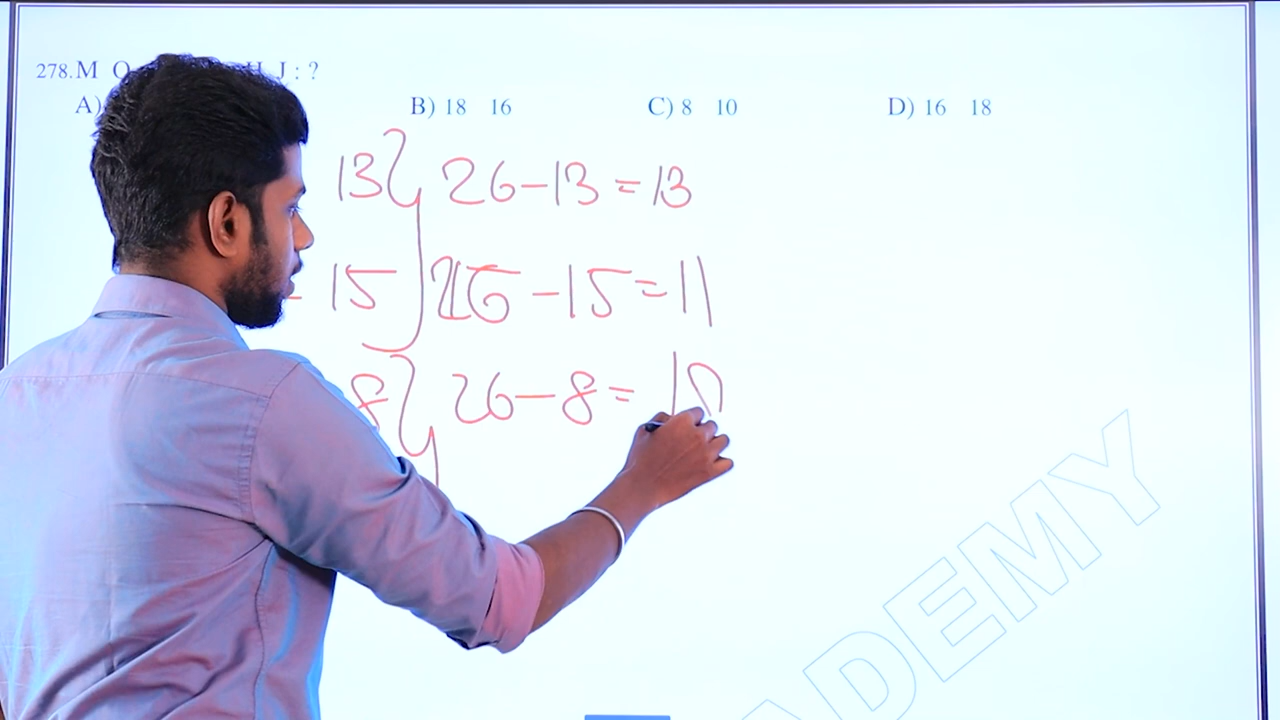 278. M O H J : ?
A) B) 18 16 C) 8 10 D) 16 18
13 26-13=13
- 15 26-15=11
8 26-8= 18
ADEMY